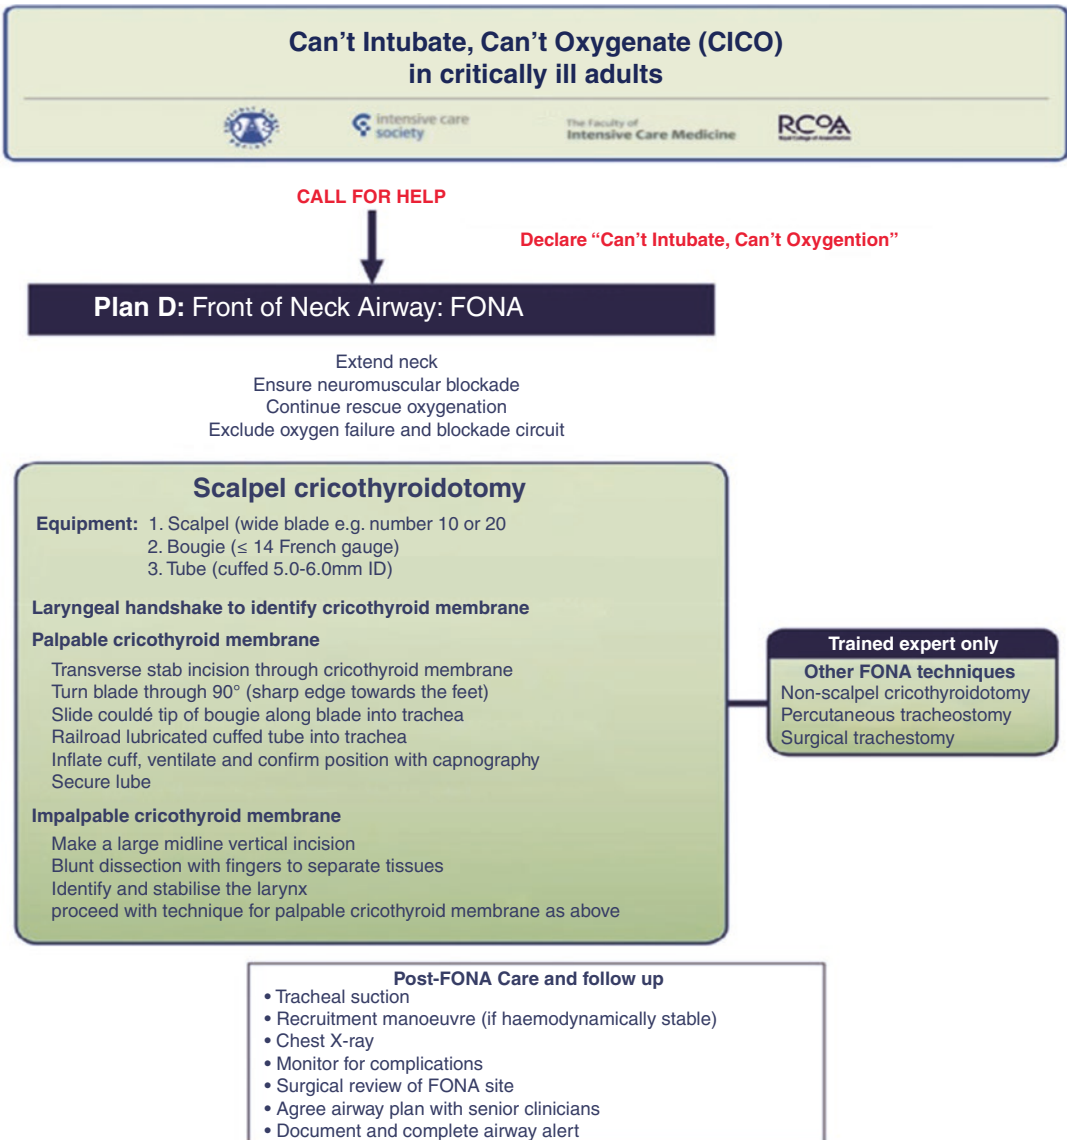 Can't Intubate, Can't Oxygenate (CICO)
in critically ill adults
DAS
intensive care
society
The Faculty of
Intensive Care Medicine
RCOA
Royal College of Anaesthetists
CALL FOR HELP
Declare “Can't Intubate, Can't Oxygention”
Plan D: Front of Neck Airway: FONA
Extend neck
Ensure neuromuscular blockade
Continue rescue oxygenation
Exclude oxygen failure and blockade circuit
Scalpel cricothyroidotomy
Equipment: 1. Scalpel (wide blade e.g. number 10 or 20
2. Bougie (≤ 14 French gauge)
3. Tube (cuffed 5.0-6.0mm ID)
Laryngeal handshake to identify cricothyroid membrane
Palpable cricothyroid membrane
Transverse stab incision through cricothyroid membrane
Turn blade through 90° (sharp edge towards the feet)
Slide couldé tip of bougie along blade into trachea
Railroad lubricated cuffed tube into trachea
Inflate cuff, ventilate and confirm position with capnography
Secure lube
Impalpable cricothyroid membrane
Make a large midline vertical incision
Blunt dissection with fingers to separate tissues
Identify and stabilise the larynx
proceed with technique for palpable cricothyroid membrane as above
Trained expert only
Other FONA techniques
Non-scalpel cricothyroidotomy
Percutaneous tracheostomy
Surgical trachestomy
Post-FONA Care and follow up
• Tracheal suction
• Recruitment manoeuvre (if haemodynamically stable)
• Chest X-ray
• Monitor for complications
• Surgical review of FONA site
• Agree airway plan with senior clinicians
• Document and complete airway alert